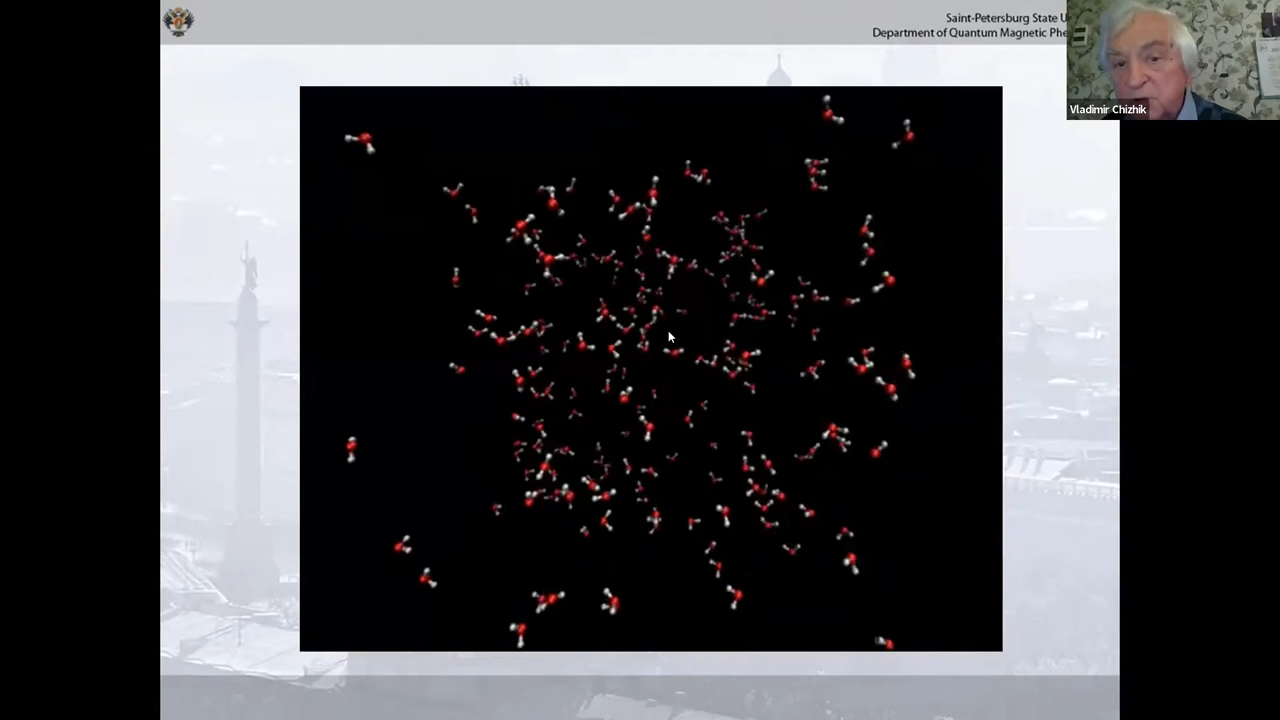 Saint-Petersburg State U
Department of Quantum Magnetic Phe
Vladimir Chizhik